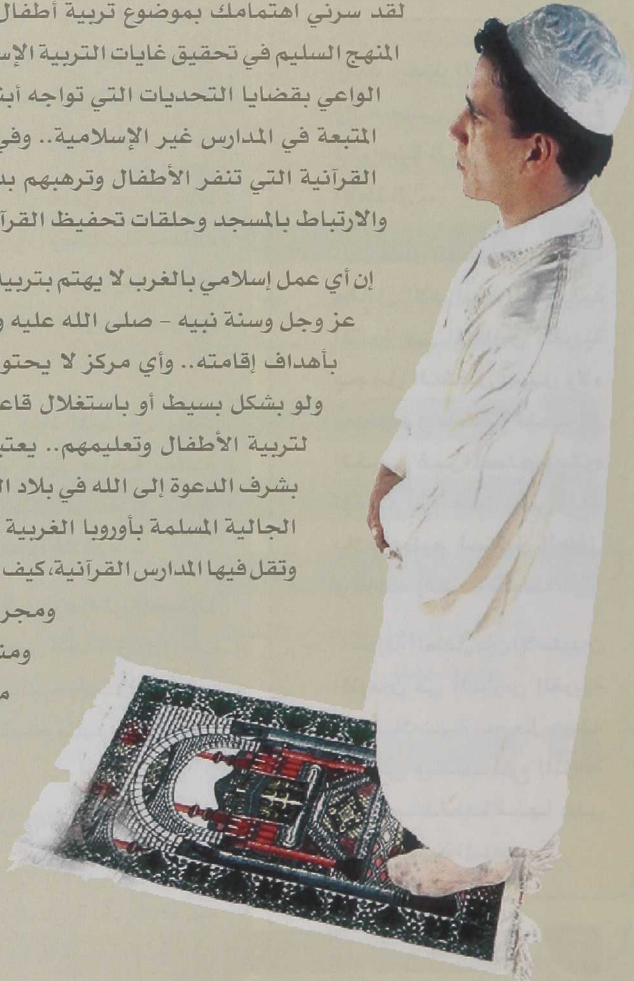 لقد سرني اهتمامك بموضوع تربية أطفال
المنهج السليم في تحقيق غايات التربية الإس
الواعي بقضايا التحديات التي تواجه أبن
المتبعة في المدارس غير الإسلامية.. وفي
القرآنية التي تنفر الأطفال وترهبهم بد
والارتباط بالمسجد وحلقات تحفيظ القرآ
إن أي عمل إسلامي بالغرب لا يهتم بتربية
عز وجل وسنة نبيه - صلى الله عليه و
بأهداف إقامته.. وأي مركز لا يحتو
ولو بشكل بسيط أو باستغلال قاع
لتربية الأطفال وتعليمهم.. يعتب
بشرف الدعوة إلى الله في بلاد ال
الجالية المسلمة بأوروبا الغربية
وتقل فيها المدارس القرآنية، كيف
ومجر
ومن
م